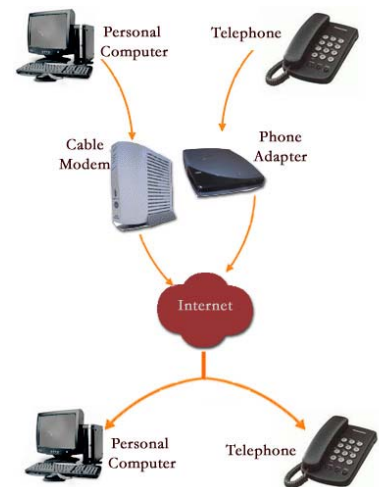 Personal
Computer
Telephone
Cable
Modem
Phone
Adapter
Internet
Personal
Computer
Telephone